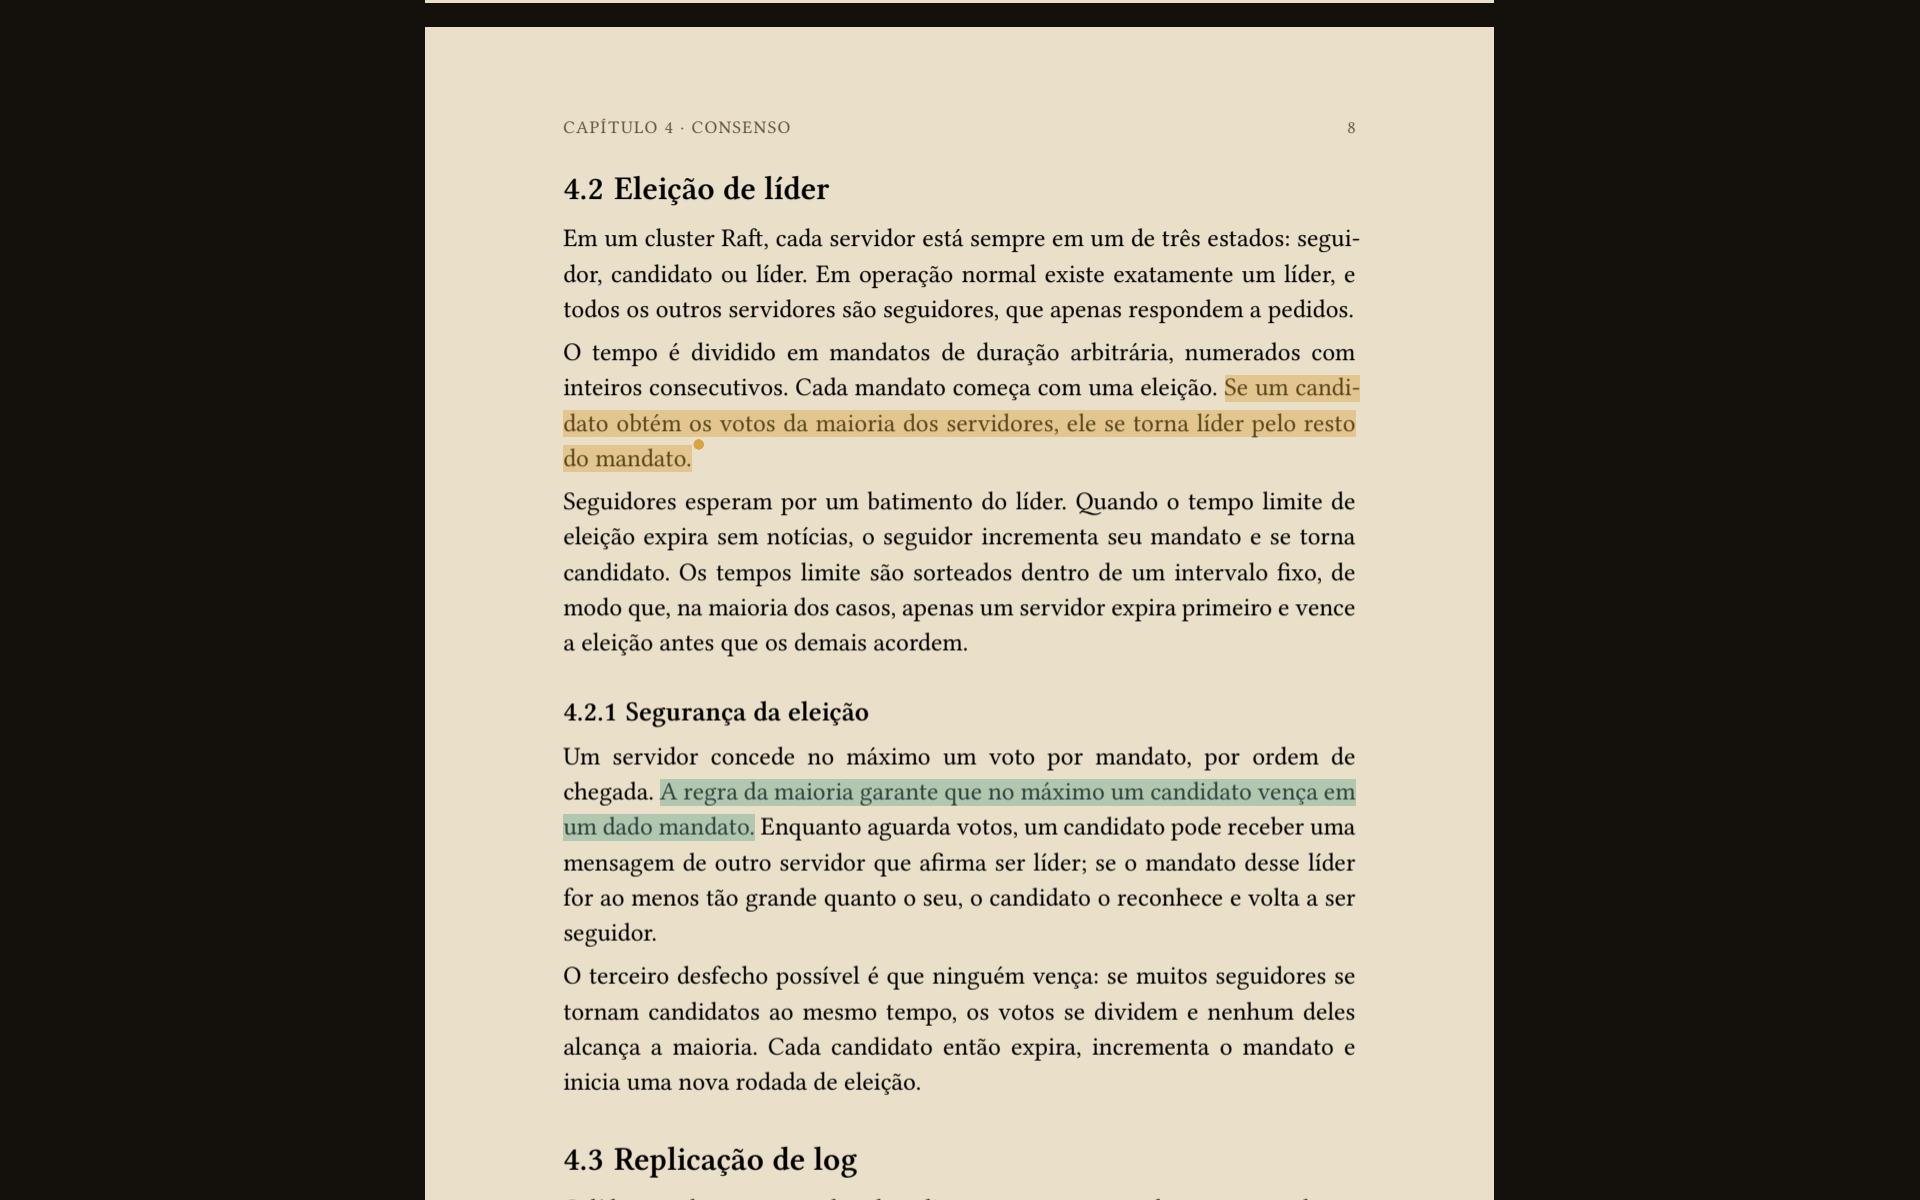 CAPÍTULO 4 · CONSENSO 8
4.2 Eleição de líder
Em um cluster Raft, cada servidor está sempre em um de três estados: segui-
dor, candidato ou líder. Em operação normal existe exatamente um líder, e
todos os outros servidores são seguidores, que apenas respondem a pedidos.
O tempo é dividido em mandatos de duração arbitrária, numerados com
inteiros consecutivos. Cada mandato começa com uma eleição. Se um candi-
dato obtém os votos da maioria dos servidores, ele se torna líder pelo resto
do mandato.
Seguidores esperam por um batimento do líder. Quando o tempo limite de
eleição expira sem notícias, o seguidor incrementa seu mandato e se torna
candidato. Os tempos limite são sorteados dentro de um intervalo fixo, de
modo que, na maioria dos casos, apenas um servidor expira primeiro e vence
a eleição antes que os demais acordem.
4.2.1 Segurança da eleição
Um servidor concede no máximo um voto por mandato, por ordem de
chegada. A regra da maioria garante que no máximo um candidato vença em
um dado mandato. Enquanto aguarda votos, um candidato pode receber uma
mensagem de outro servidor que afirma ser líder; se o mandato desse líder
for ao menos tão grande quanto o seu, o candidato o reconhece e volta a ser
seguidor.
O terceiro desfecho possível é que ninguém vença: se muitos seguidores se
tornam candidatos ao mesmo tempo, os votos se dividem e nenhum deles
alcança a maioria. Cada candidato então expira, incrementa o mandato e
inicia uma nova rodada de eleição.
4.3 Replicação de log